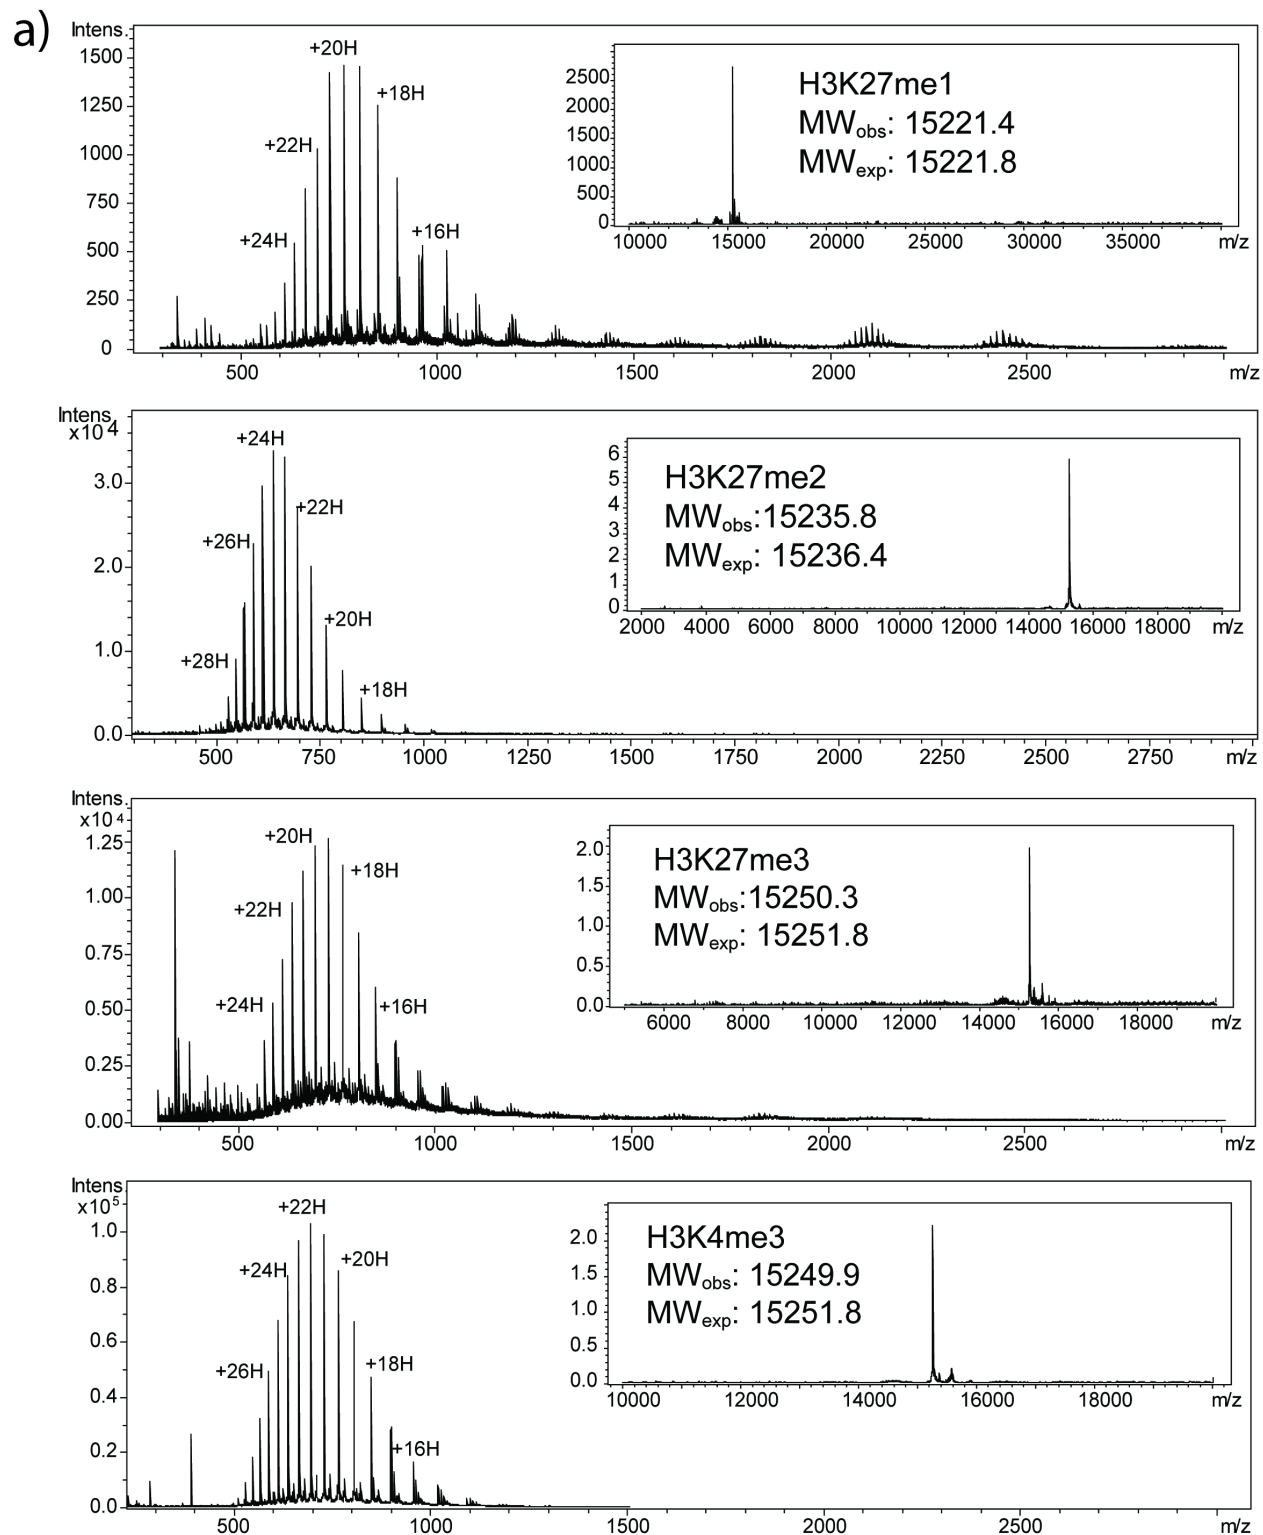 a)
Intens.
1500
1250
1000
750
500
250
0
+24H
+22H
+20H
+18H
+16H
500
1000
1500
2000
2500
m/z
2500
2000
1500
1000
500
0
H3K27me1
MWobs: 15221.4
MWexp: 15221.8
10000
15000
20000
25000
30000
35000
m/z
Intens.
x10^4
3.0
2.0
1.0
0.0
+28H
+26H
+24H
+22H
+20H
+18H
500
750
1000
1250
1500
1750
2000
2250
2500
2750
m/z
6
5
4
3
2
1
0
H3K27me2
MWobs:15235.8
MWexp: 15236.4
2000
4000
6000
8000
10000
12000
14000
16000
18000
m/z
Intens.
x10^4
1.25
1.00
0.75
0.50
0.25
0.00
+24H
+22H
+20H
+18H
+16H
500
1000
1500
2000
2500
m/z
2.0
1.5
1.0
0.5
0.0
H3K27me3
MWobs:15250.3
MWexp: 15251.8
6000
8000
10000
12000
14000
16000
18000
m/z
Intens.
x10^5
1.0
0.8
0.6
0.4
0.2
0.0
+26H
+24H
+22H
+20H
+18H
+16H
500
1000
1500
2000
2500
m/z
2.0
1.5
1.0
0.5
0.0
H3K4me3
MWobs: 15249.9
MWexp: 15251.8
10000
12000
14000
16000
18000
m/z